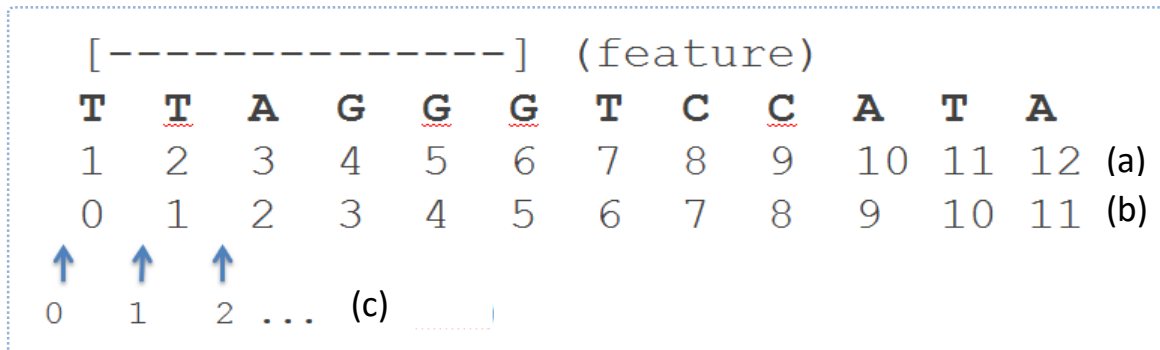 [--------------] (feature)
T T A G G G T C C A T A
1 2 3 4 5 6 7 8 9 10 11 12 (a)
0 1 2 3 4 5 6 7 8 9 10 11 (b)
0 1 2 ... (c)